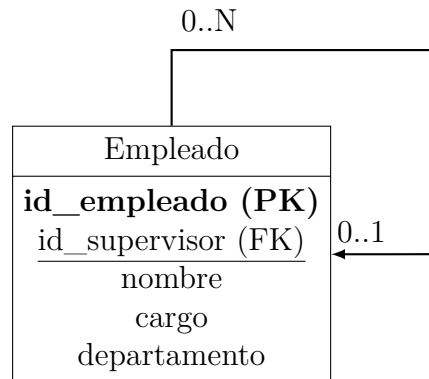 0..N
Empleado
id_empleado (PK)
id_supervisor (FK)
0..1
nombre
cargo
departamento